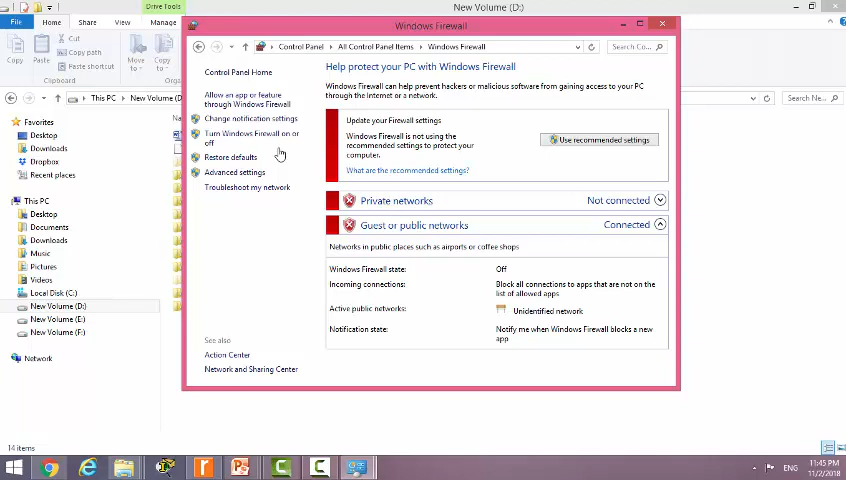 Drive Tools
New Volume (D:)
File
Home
Share
View
Manage
Copy
Paste
Cut
Copy path
Paste shortcut
Move to
Copy to
Clipboard
This PC
New Volume (D
Search Ne...
Favorites
Desktop
Downloads
Dropbox
Recent places
This PC
Desktop
Documents
Downloads
Music
Pictures
Videos
Local Disk (C:)
New Volume (D:)
New Volume (E:)
New Volume (F:)
Network
14 items
Windows Firewall
Control Panel
All Control Panel Items
Windows Firewall
Search Co...
Control Panel Home
Allow an app or feature
through Windows Firewall
Change notification settings
Turn Windows Firewall on or
off
Restore defaults
Advanced settings
Troubleshoot my network
See also
Action Center
Network and Sharing Center
Help protect your PC with Windows Firewall
Windows Firewall can help prevent hackers or malicious software from gaining access to your PC
through the Internet or a network.
Update your Firewall settings
Windows Firewall is not using the
recommended settings to protect your
computer.
Use recommended settings
What are the recommended settings?
Private networks
Not connected
Guest or public networks
Connected
Networks in public places such as airports or coffee shops
Windows Firewall state:
Off
Incoming connections:
Block all connections to apps that are not on the
list of allowed apps
Active public networks:
Unidentified network
Notification state:
Notify me when Windows Firewall blocks a new
app
ENG
11:45 PM
11/2/2018